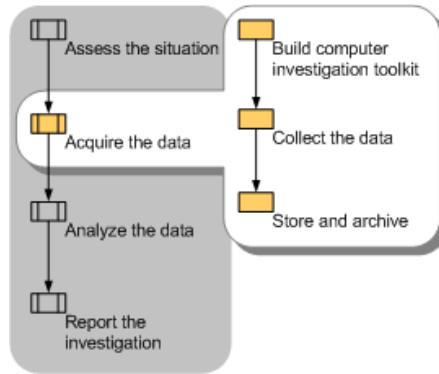 Assess the situation
Acquire the data
Analyze the data
Report the
investigation
Build computer
investigation toolkit
Collect the data
Store and archive